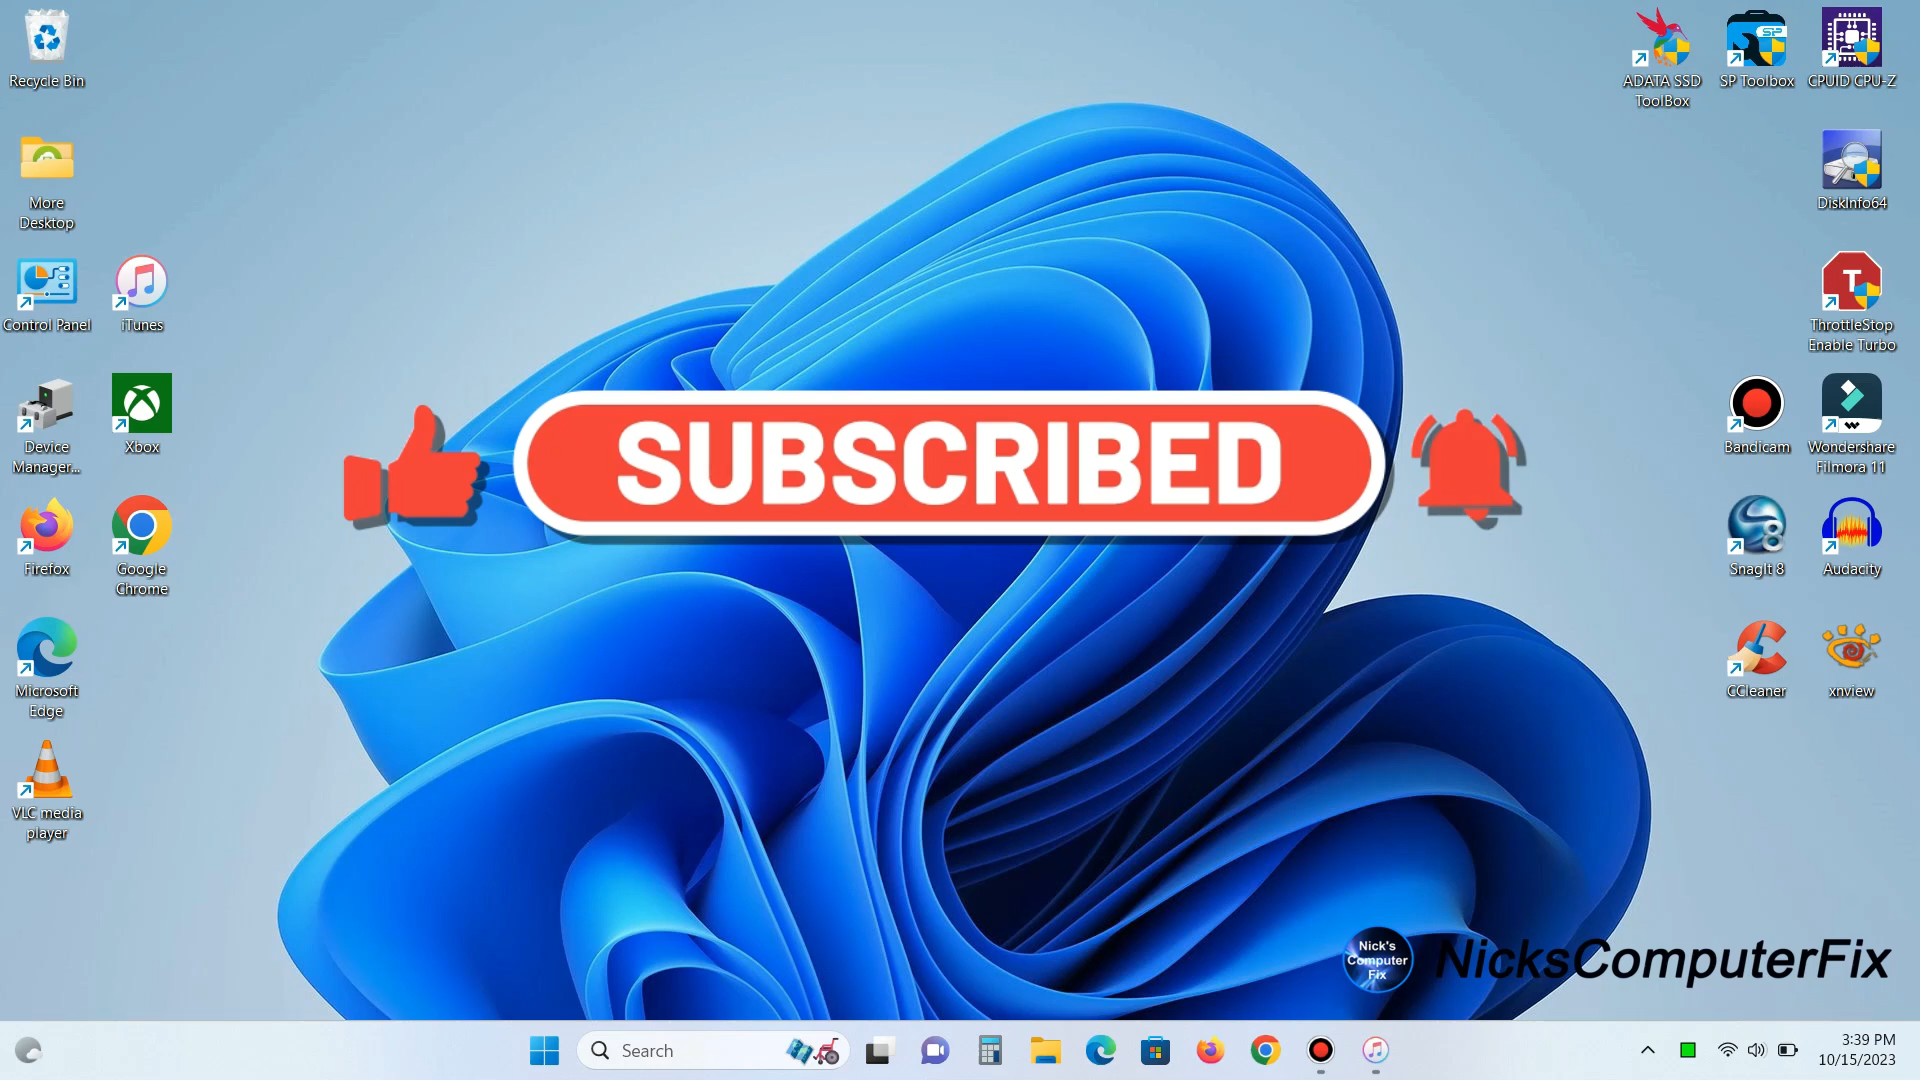 Recycle Bin
More
Desktop
Control Panel
iTunes
Device
Manager...
Xbox
Firefox
Google
Chrome
Microsoft
Edge
VLC media
player
ADATA SSD
ToolBox
SP
SP Toolbox
CPUID CPU-Z
DiskInfo64
T
ThrottleStop
Enable Turbo
Bandicam
Wondershare
Filmora 11
8
SnagIt 8
Audacity
CCleaner
xnview
SUBSCRIBED
Nick's
Computer
Fix
NicksComputerFix
Search
3:39 PM
10/15/2023